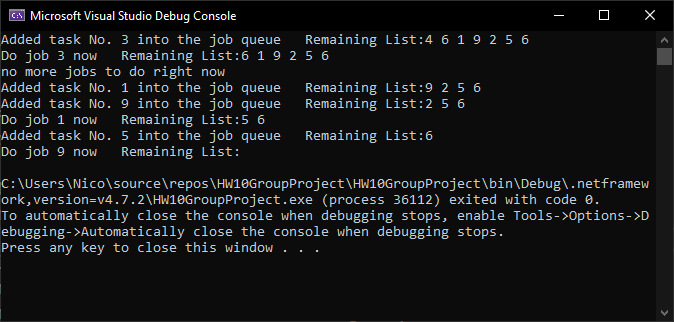 Microsoft Visual Studio Debug Console
Added task No. 3 into the job queue   Remaining List:4 6 1 9 2 5 6
Do job 3 now   Remaining List:6 1 9 2 5 6
no more jobs to do right now
Added task No. 1 into the job queue   Remaining List:9 2 5 6
Added task No. 9 into the job queue   Remaining List:2 5 6
Do job 1 now   Remaining List:5 6
Added task No. 5 into the job queue   Remaining List:6
Do job 9 now   Remaining List:
C:\Users\Nico\source\repos\HW10GroupProject\HW10GroupProject\bin\Debug\.netframew
ork,version=v4.7.2\HW10GroupProject.exe (process 36112) exited with code 0.
To automatically close the console when debugging stops, enable Tools->Options->D
ebugging->Automatically close the console when debugging stops.
Press any key to close this window . . .